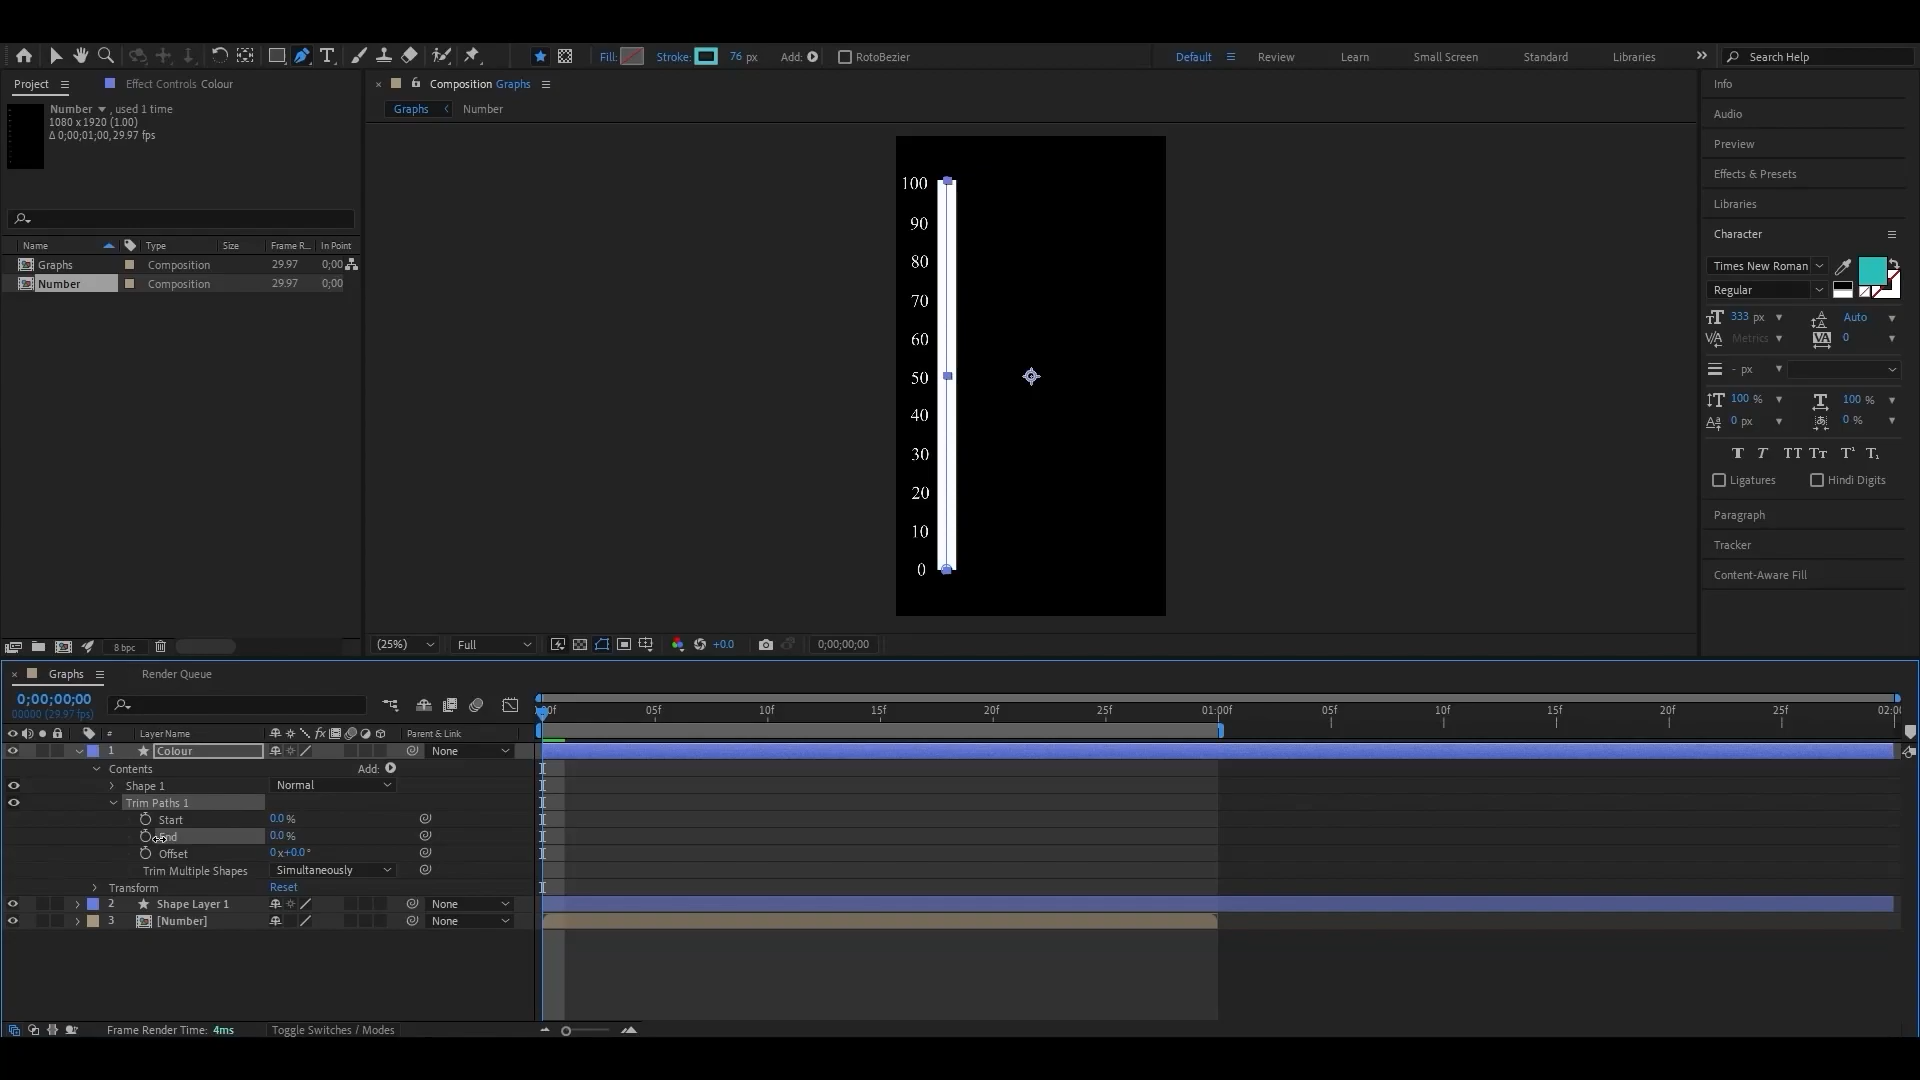 Fill:
Stroke:
76 px
Add:
RotoBezier
Default
Review
Learn
Small Screen
Standard
Libraries
Search Help
Project
Effect Controls Colour
Composition Graphs
Info
Number , used 1 time
1080 x 1920 (1.00)
Δ 0;00;01;00, 29.97 fps
Graphs
Number
Audio
Preview
Effects & Presets
Libraries
Character
Name
Type
Size
Frame R...
In Point
Graphs
Composition
29.97
0;00
Number
Composition
29.97
0;00
100
90
80
70
60
50
40
30
20
10
0
Times New Roman
Regular
333 px
Auto
Metrics
0
- px
100 %
100 %
0 px
0 %
Ligatures
Hindi Digits
Paragraph
Tracker
Content-Aware Fill
8 bpc
(25%)
Full
+0.0
0;00;00;00
Graphs
Render Queue
0;00;00;00
00000 (29.97 fps)
05f
10f
15f
20f
25f
01:00f
05f
10f
15f
20f
25f
02:0
#
Layer Name
Parent & Link
1
Colour
None
Contents
Add:
Shape 1
Normal
Trim Paths 1
Start
0.0 %
End
0.0 %
Offset
0 x+0.0 °
Trim Multiple Shapes
Simultaneously
Transform
Reset
2
Shape Layer 1
None
3
[Number]
None
Frame Render Time: 4ms
Toggle Switches / Modes